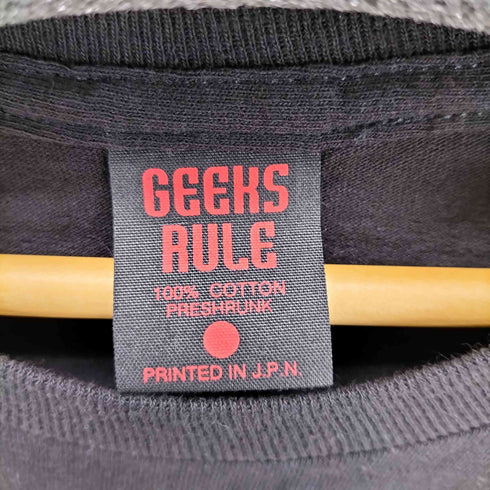 GEEKS
RULE
100% COTTON
PRESHRUNK
PRINTED IN J.P.N.